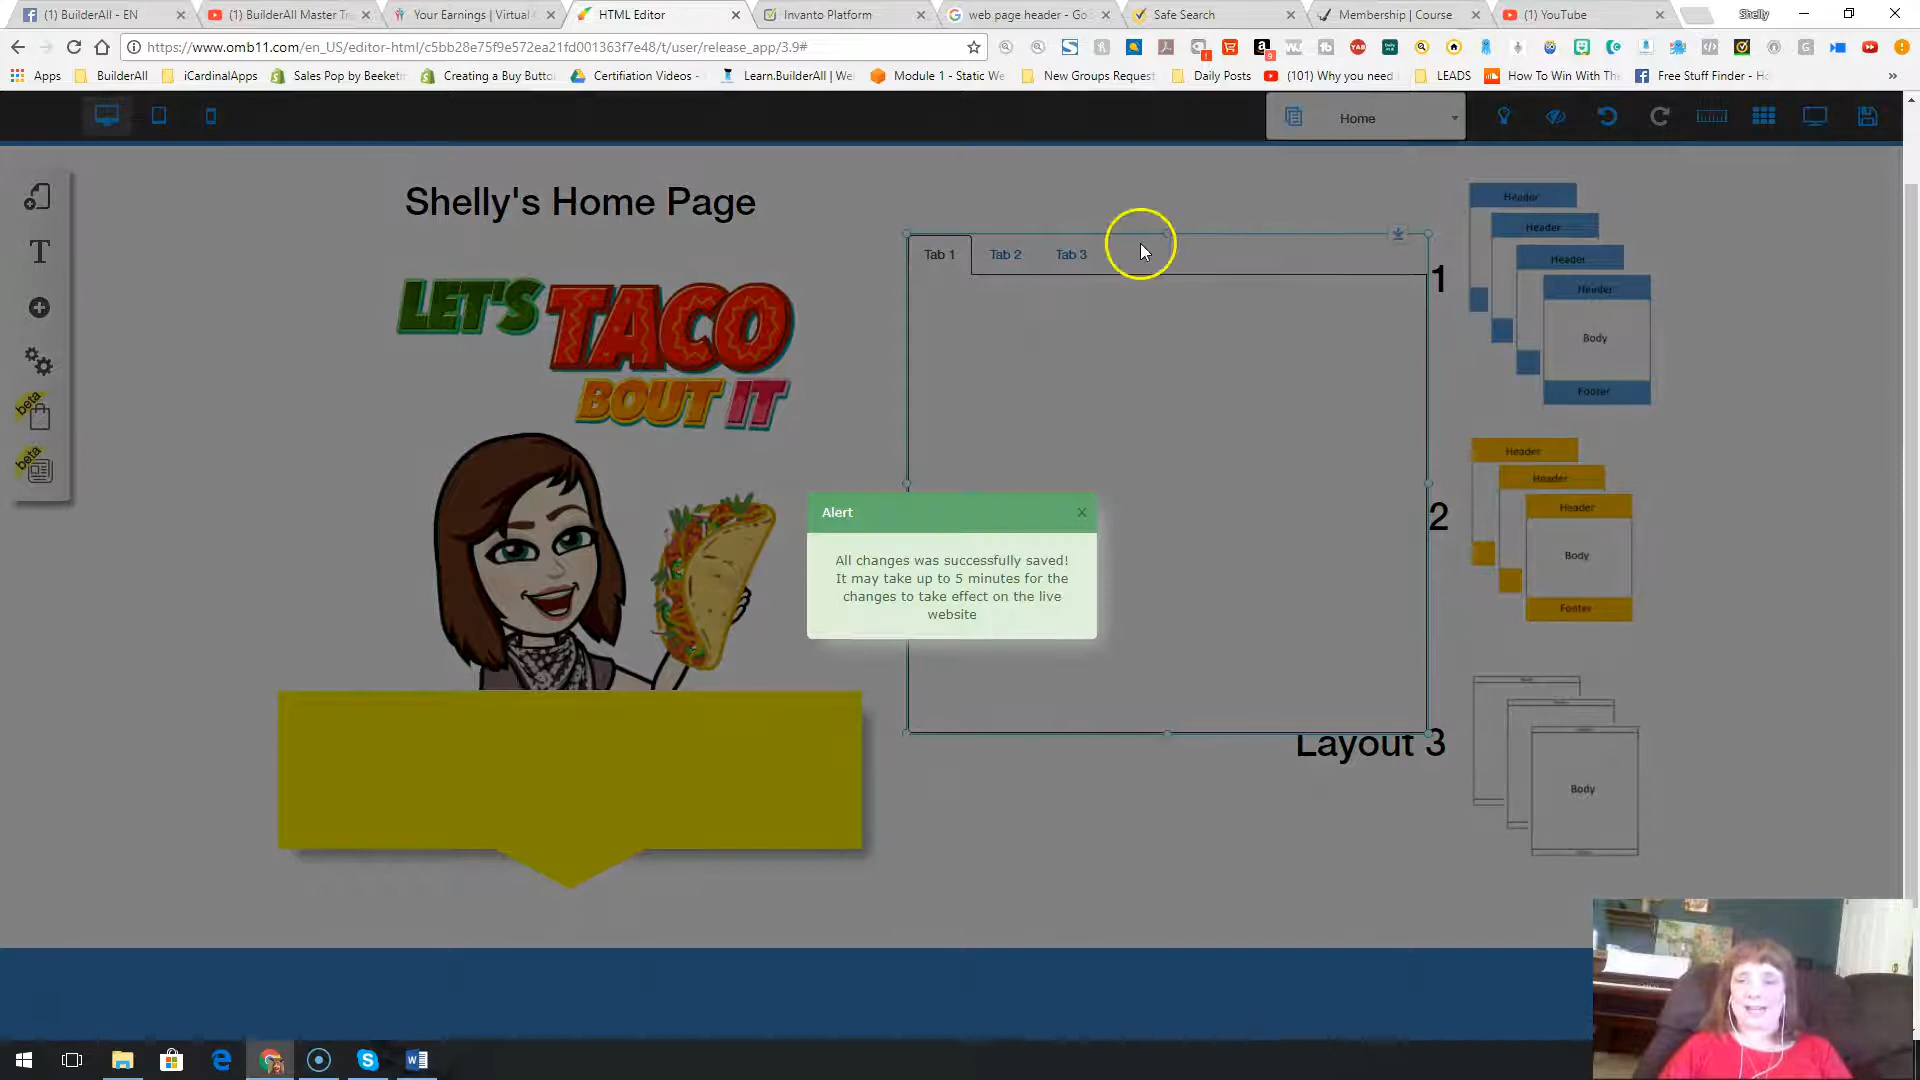 (1) BuilderAll - EN
(1) BuilderAll Master Tr
Your Earnings | Virtual
HTML Editor
Invanto Platform
web page header - Go
Safe Search
Membership | Course
(1) YouTube
Shelly
https://www.omb11.com/en_US/editor-html/c5bb28e75f9e572ea21fd001363f7e48/t/user/release_app/3.9#
Apps
BuilderAll
iCardinalApps
Sales Pop by Beeketi
Creating a Buy Butto
Certifiation Videos -
Learn.BuilderAll | We
Module 1 - Static We
New Groups Request
Daily Posts
(101) Why you need
LEADS
How To Win With The
Free Stuff Finder - Ho
Home
Shelly's Home Page
LET'S TACO
BOUT IT
Tab 1
Tab 2
Tab 3
beta
beta
Alert
All changes was successfully saved!
It may take up to 5 minutes for the
changes to take effect on the live
website
1
Header
Header
Header
Header
Body
Footer
2
Header
Header
Header
Body
Footer
Layout 3
Body